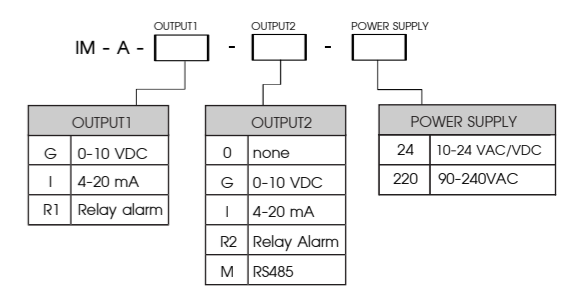 OUTPUT1 OUTPUT2 POWER SUPPLY
IM - A - - -
OUTPUT1
G 0-10 VDC
I 4-20 mA
R1 Relay alarm
OUTPUT2
0 none
G 0-10 VDC
I 4-20 mA
R2 Relay Alarm
M RS485
POWER SUPPLY
24 10-24 VAC/VDC
220 90-240VAC